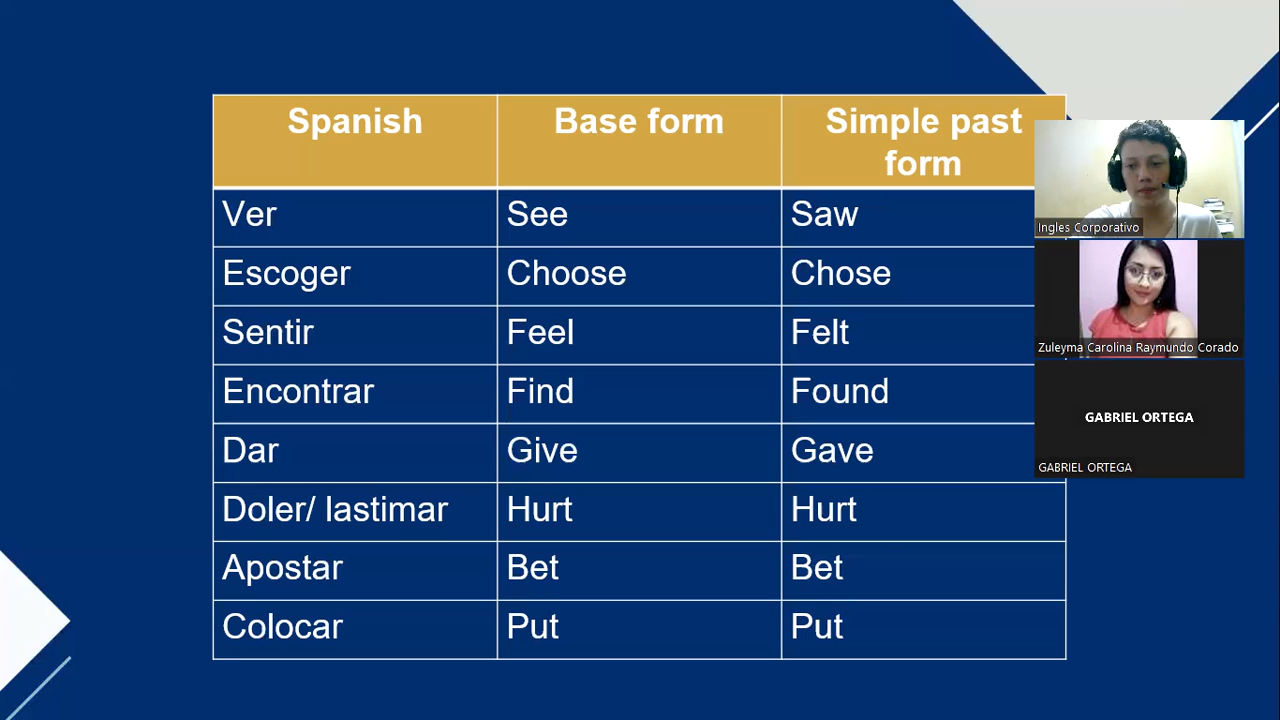 Spanish Base form Simple past
form
Ver See Saw
Escoger Choose Chose
Sentir Feel Felt
Encontrar Find Found
Dar Give Gave
Doler/ lastimar Hurt Hurt
Apostar Bet Bet
Colocar Put Put
Ingles Corporativo
Zuleyma Carolina Raymundo Corado
GABRIEL ORTEGA
GABRIEL ORTEGA